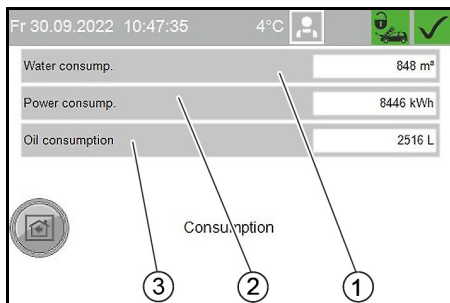 Fr 30.09.2022 10:47:35 4°C
Water consump. 848 m³
Power consump. 8446 kWh
Oil consumption 2516 L
Consumption
3 2 1